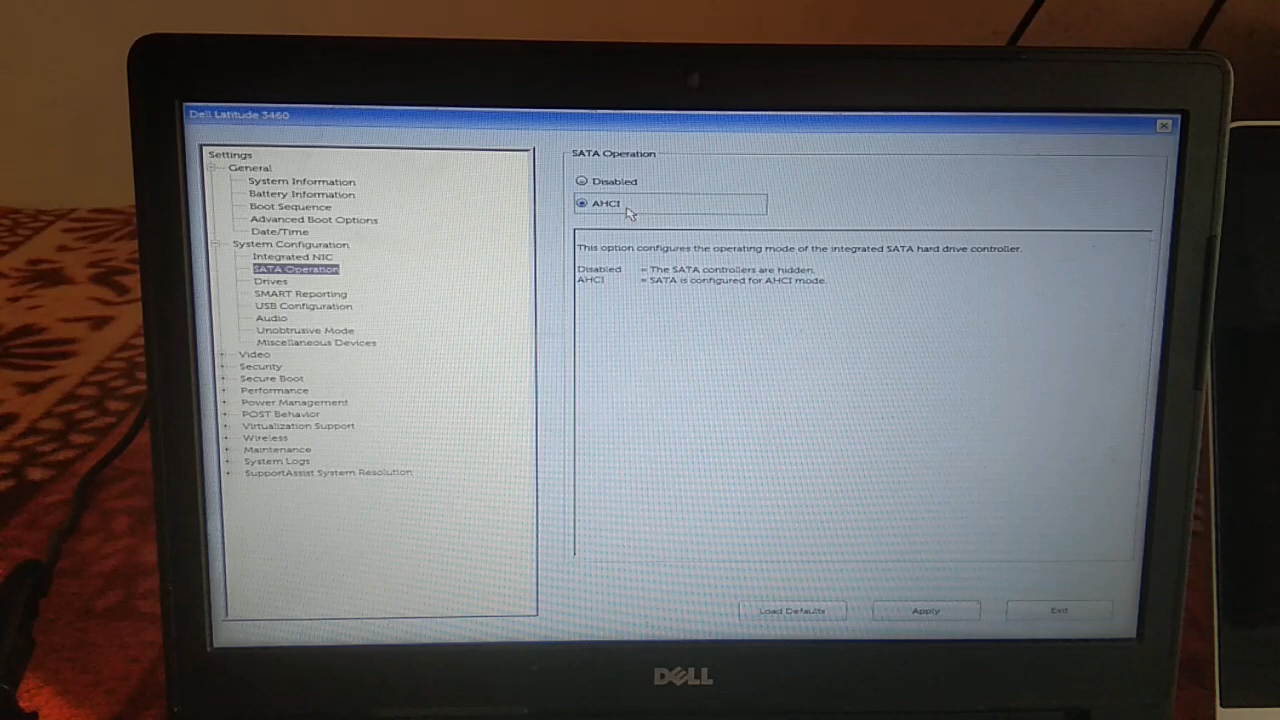 Dell Latitude 3460
Settings
General
System Information
Battery Information
Boot Sequence
Advanced Boot Options
Date/Time
System Configuration
Integrated NIC
SATA Operation
Drives
SMART Reporting
USB Configuration
Audio
Unobtrusive Mode
Miscellaneous Devices
Video
Security
Secure Boot
Performance
Power Management
POST Behavior
Virtualization Support
Wireless
Maintenance
System Logs
SupportAssist System Resolution
SATA Operation
Disabled
AHCI
This option configures the operating mode of the integrated SATA hard drive controller.
Disabled = The SATA controllers are hidden.
AHCI = SATA is configured for AHCI mode.
Load Defaults
Apply
Exit
DELL